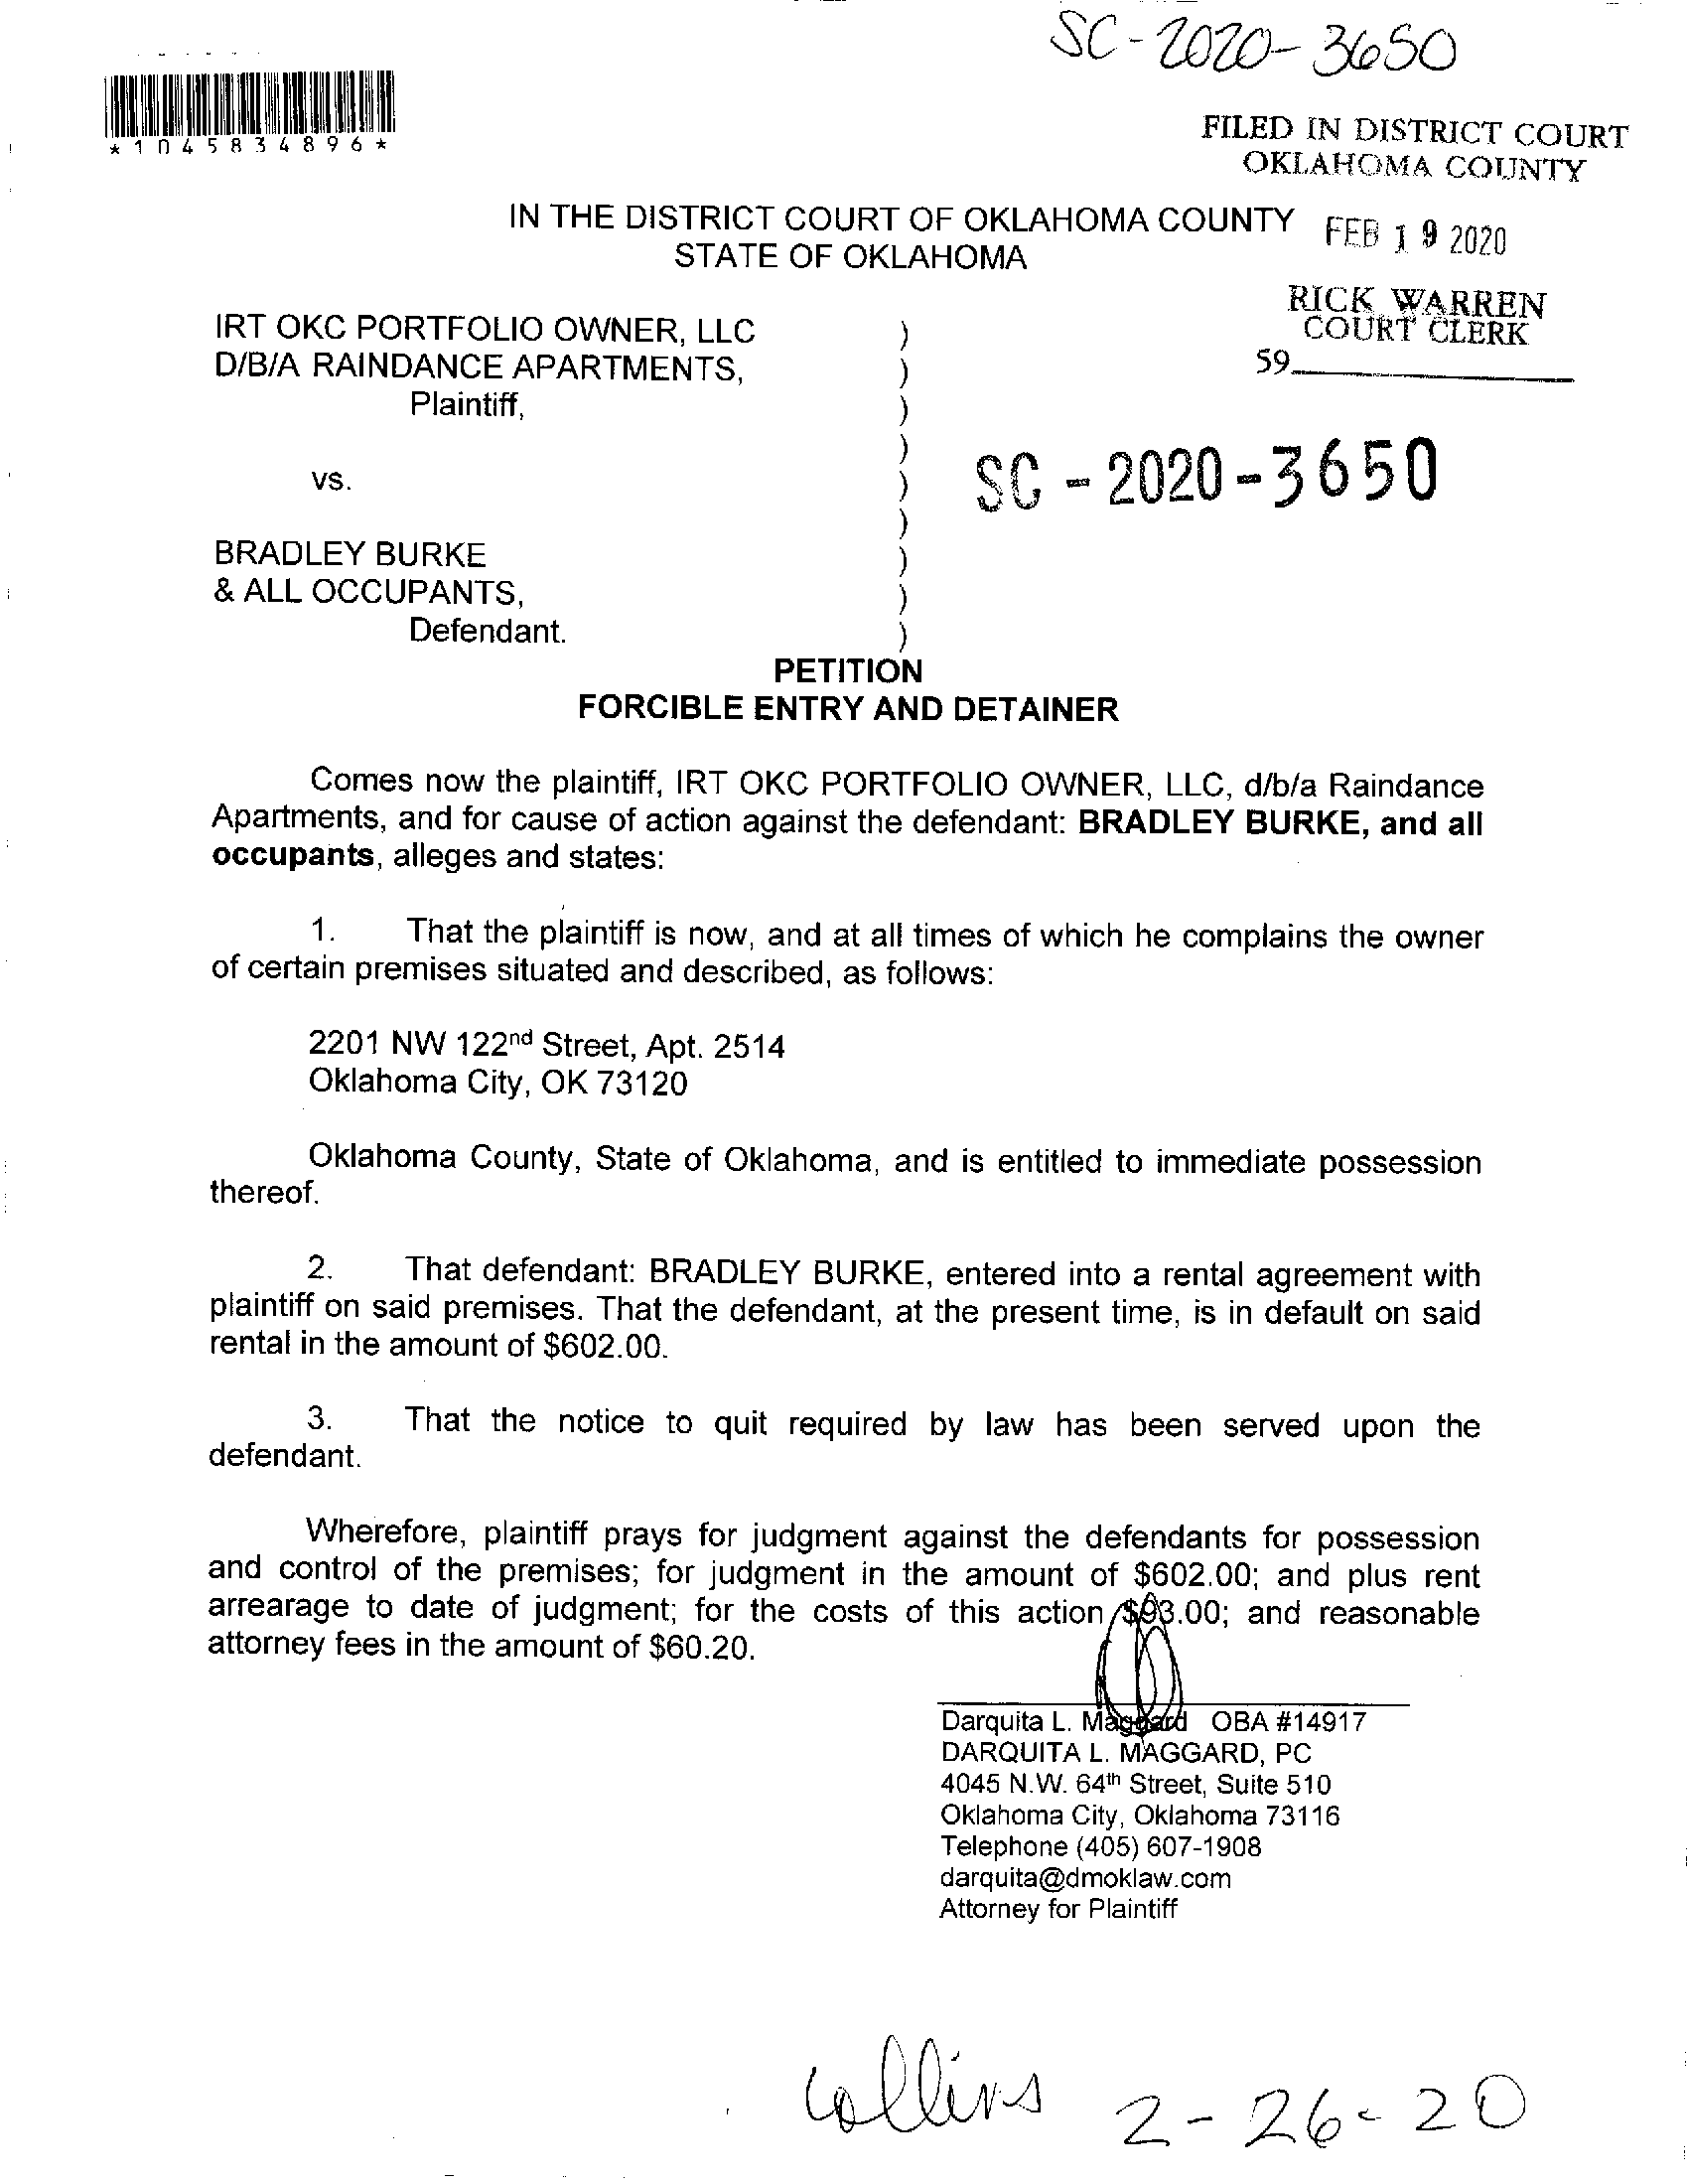 SC-2020-3650
*1045834896*
FILED IN DISTRICT COURT
OKLAHOMA COUNTY
IN THE DISTRICT COURT OF OKLAHOMA COUNTY
STATE OF OKLAHOMA
FEB 19 2020
RICK WARREN
COURT CLERK
59
IRT OKC PORTFOLIO OWNER, LLC )
D/B/A RAINDANCE APARTMENTS, )
Plaintiff, )
)
vs. )
SC-2020-3650
)
BRADLEY BURKE )
& ALL OCCUPANTS, )
Defendant. )
PETITION
FORCIBLE ENTRY AND DETAINER
Comes now the plaintiff, IRT OKC PORTFOLIO OWNER, LLC, d/b/a Raindance
Apartments, and for cause of action against the defendant: BRADLEY BURKE, and all
occupants, alleges and states:
1. That the plaintiff is now, and at all times of which he complains the owner
of certain premises situated and described, as follows:
2201 NW 122nd Street, Apt. 2514
Oklahoma City, OK 73120
Oklahoma County, State of Oklahoma, and is entitled to immediate possession
thereof.
2. That defendant: BRADLEY BURKE, entered into a rental agreement with
plaintiff on said premises. That the defendant, at the present time, is in default on said
rental in the amount of $602.00.
3. That the notice to quit required by law has been served upon the
defendant.
Wherefore, plaintiff prays for judgment against the defendants for possession
and control of the premises; for judgment in the amount of $602.00; and plus rent
arrearage to date of judgment; for the costs of this action $93.00; and reasonable
attorney fees in the amount of $60.20.
Darquita L. Maggard OBA #14917
DARQUITA L. MAGGARD, PC
4045 N.W. 64th Street, Suite 510
Oklahoma City, Oklahoma 73116
Telephone (405) 607-1908
darquita@dmoklaw.com
Attorney for Plaintiff
Collins 2-26-20